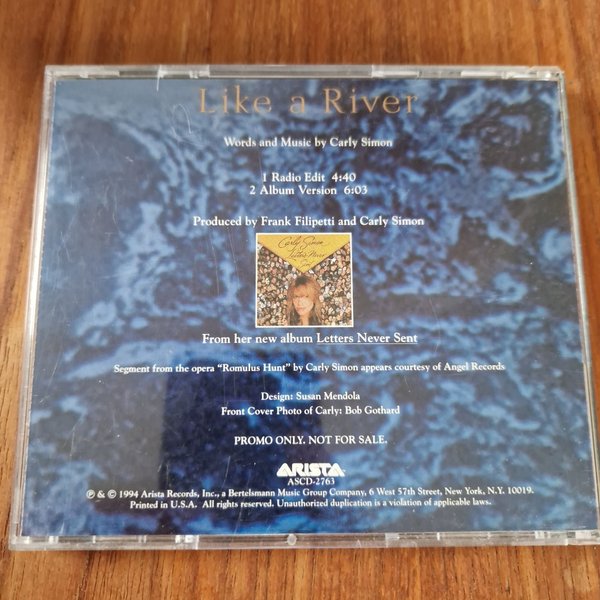 Like a River
Words and Music by Carly Simon
1 Radio Edit 4:40
2 Album Version 6:03
Produced by Frank Filipetti and Carly Simon
Carly Simon
Letters Never
From her new album Letters Never Sent
Segment from the opera "Romulus Hunt" by Carly Simon appears courtesy of Angel Records
Design: Susan Mendola
Front Cover Photo of Carly: Bob Gothard
PROMO ONLY. NOT FOR SALE.
ARISTA
ASCD-2763
℗ & © 1994 Arista Records, Inc., a Bertelsmann Music Group Company, 6 West 57th Street, New York, N.Y. 10019.
Printed in U.S.A. All rights reserved. Unauthorized duplication is a violation of applicable laws.